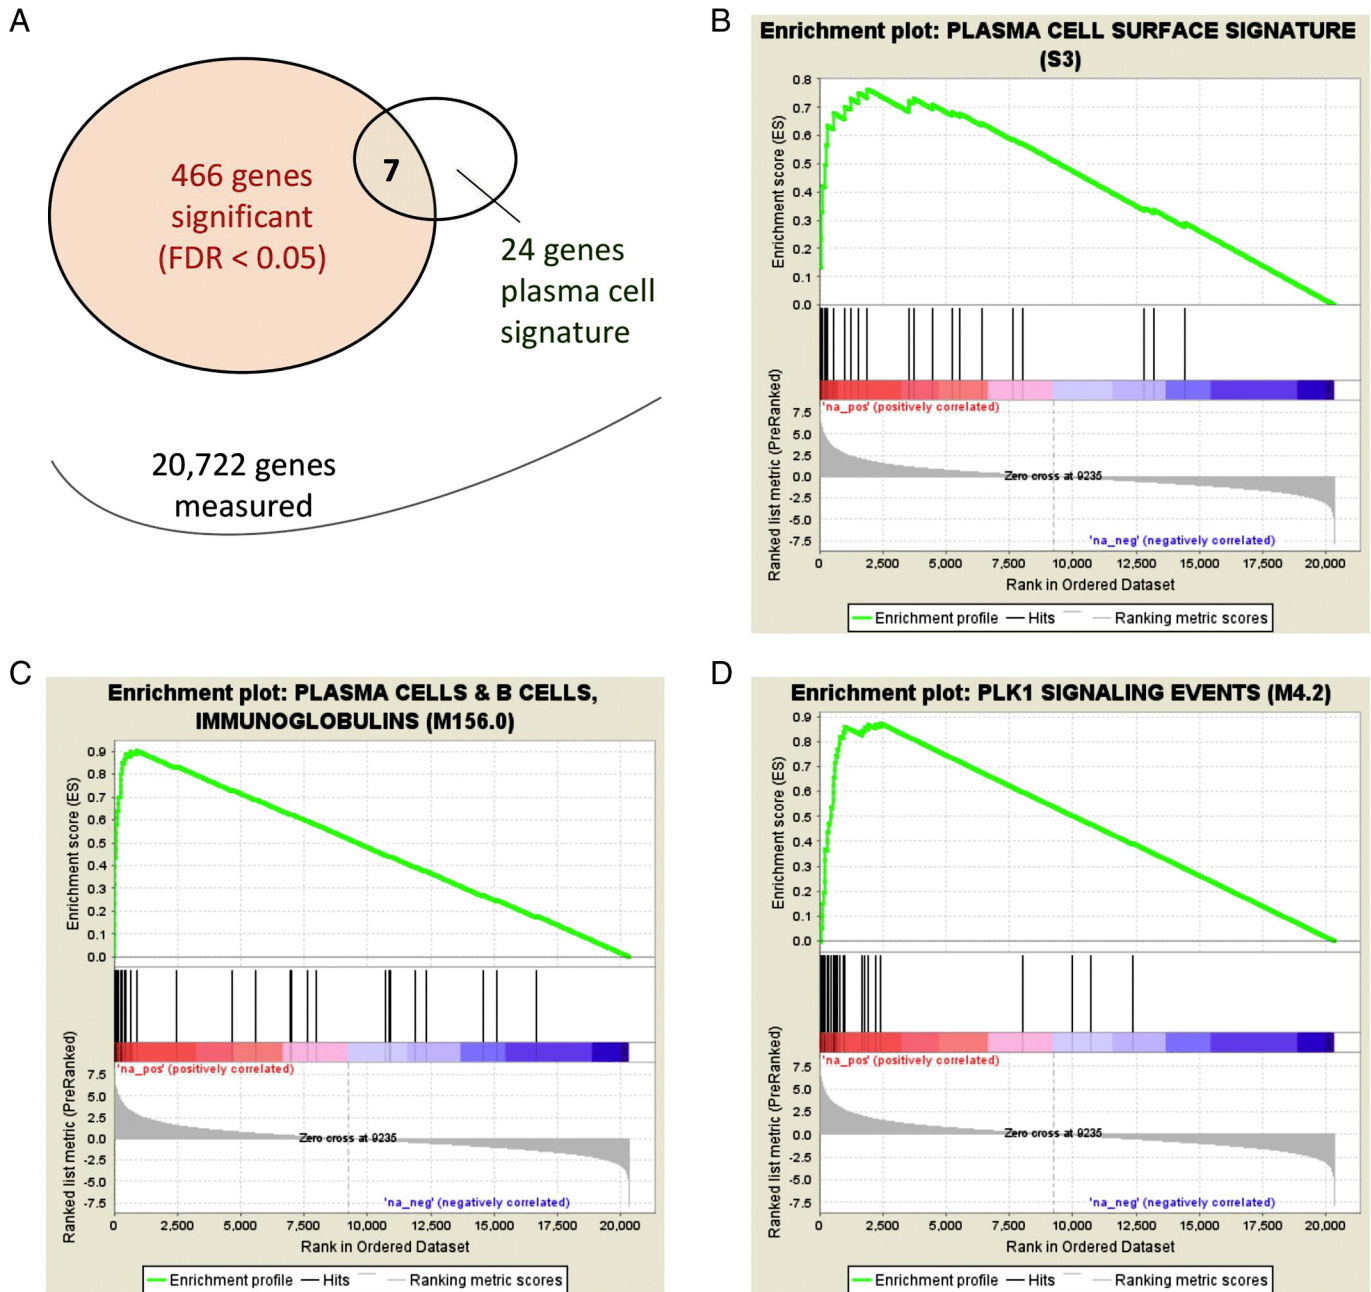 A
466 genes
significant
(FDR < 0.05)
7
24 genes
plasma cell
signature
20,722 genes
measured
B
Enrichment plot: PLASMA CELL SURFACE SIGNATURE
(S3)
Enrichment score (ES)
0.8
0.7
0.6
0.5
0.4
0.3
0.2
0.1
0.0
'na_pos' (positively correlated)
Ranked list metric (PreRanked)
7.5
5.0
2.5
0.0
-2.5
-5.0
-7.5
Zero cross at 9235
'na_neg' (negatively correlated)
0 2,500 5,000 7,500 10,000 12,500 15,000 17,500 20,000
Rank in Ordered Dataset
Enrichment profile Hits Ranking metric scores
C
Enrichment plot: PLASMA CELLS & B CELLS,
IMMUNOGLOBULINS (M156.0)
Enrichment score (ES)
0.9
0.8
0.7
0.6
0.5
0.4
0.3
0.2
0.1
0.0
'na_pos' (positively correlated)
Ranked list metric (PreRanked)
7.5
5.0
2.5
0.0
-2.5
-5.0
-7.5
Zero cross at 9235
'na_neg' (negatively correlated)
0 2,500 5,000 7,500 10,000 12,500 15,000 17,500 20,000
Rank in Ordered Dataset
Enrichment profile Hits Ranking metric scores
D
Enrichment plot: PLK1 SIGNALING EVENTS (M4.2)
Enrichment score (ES)
0.9
0.8
0.7
0.6
0.5
0.4
0.3
0.2
0.1
0.0
'na_pos' (positively correlated)
Ranked list metric (PreRanked)
7.5
5.0
2.5
0.0
-2.5
-5.0
-7.5
Zero cross at 9235
'na_neg' (negatively correlated)
0 2,500 5,000 7,500 10,000 12,500 15,000 17,500 20,000
Rank in Ordered Dataset
Enrichment profile Hits Ranking metric scores